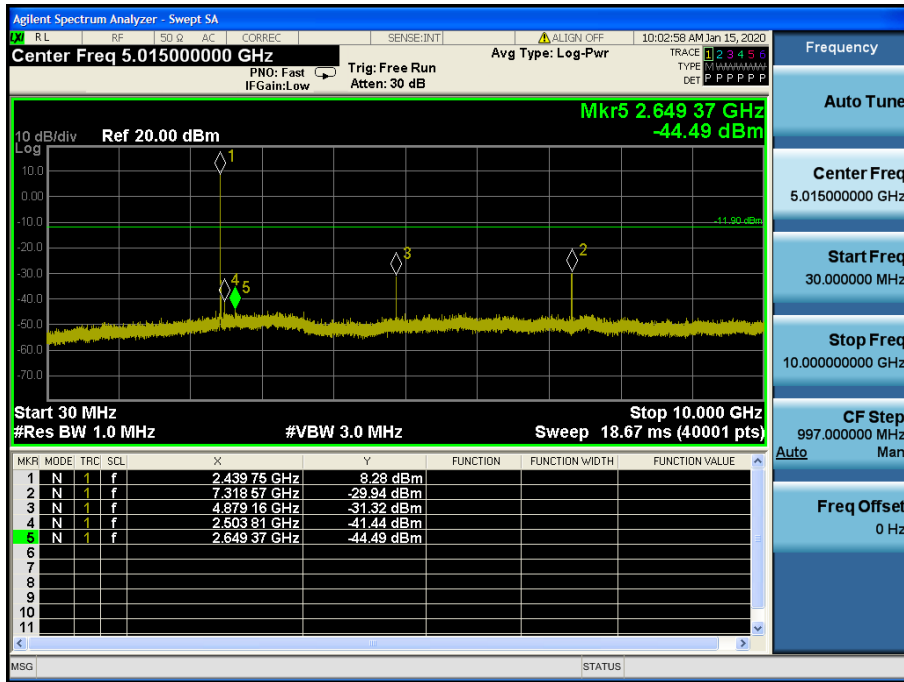 Agilent Spectrum Analyzer - Swept SA
LXI RL RF 50 Ω AC CORREC SENSE:INT ALIGN OFF 10:02:58 AM Jan 15, 2020
Center Freq 5.015000000 GHz
PNO: Fast
IFGain:Low
Trig: Free Run
Atten: 30 dB
Avg Type: Log-Pwr
TRACE 1 2 3 4 5 6
TYPE M WWWWW
DET P P P P P P
Mkr5 2.649 37 GHz
-44.49 dBm
10 dB/div Ref 20.00 dBm
Log
10.0
0.00
-10.0
-20.0
-30.0
-40.0
-50.0
-60.0
-70.0
1
2
3
4
5
-11.90 dBm
Start 30 MHz Stop 10.000 GHz
#Res BW 1.0 MHz #VBW 3.0 MHz Sweep 18.67 ms (40001 pts)
MKR MODE TRC SCL X Y FUNCTION FUNCTION WIDTH FUNCTION VALUE
1 N 1 f 2.439 75 GHz 8.28 dBm
2 N 1 f 7.318 57 GHz -29.94 dBm
3 N 1 f 4.879 16 GHz -31.32 dBm
4 N 1 f 2.503 81 GHz -41.44 dBm
5 N 1 f 2.649 37 GHz -44.49 dBm
6
7
8
9
10
11
MSG STATUS
Frequency
Auto Tune
Center Freq
5.015000000 GHz
Start Freq
30.000000 MHz
Stop Freq
10.000000000 GHz
CF Step
997.000000 MHz
Auto Man
Freq Offset
0 Hz